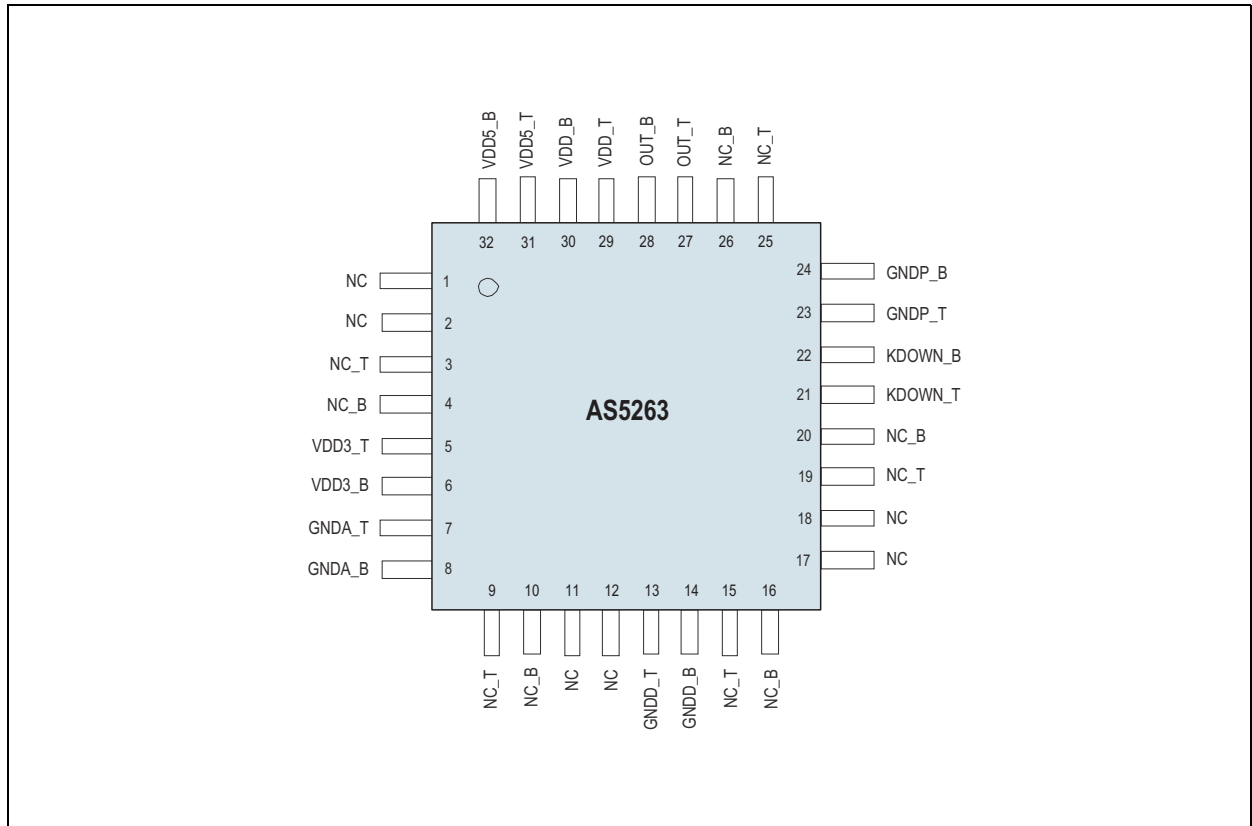 VDD5_B
VDD5_T
VDD_B
VDD_T
OUT_B
OUT_T
NC_B
NC_T
32 31 30 29 28 27 26 25
NC 1
NC 2
NC_T 3
NC_B 4
VDD3_T 5
VDD3_B 6
GNDA_T 7
GNDA_B 8
AS5263
24 GNDP_B
23 GNDP_T
22 KDOWN_B
21 KDOWN_T
20 NC_B
19 NC_T
18 NC
17 NC
9 10 11 12 13 14 15 16
NC_T
NC_B
NC
NC
GNDD_T
GNDD_B
NC_T
NC_B